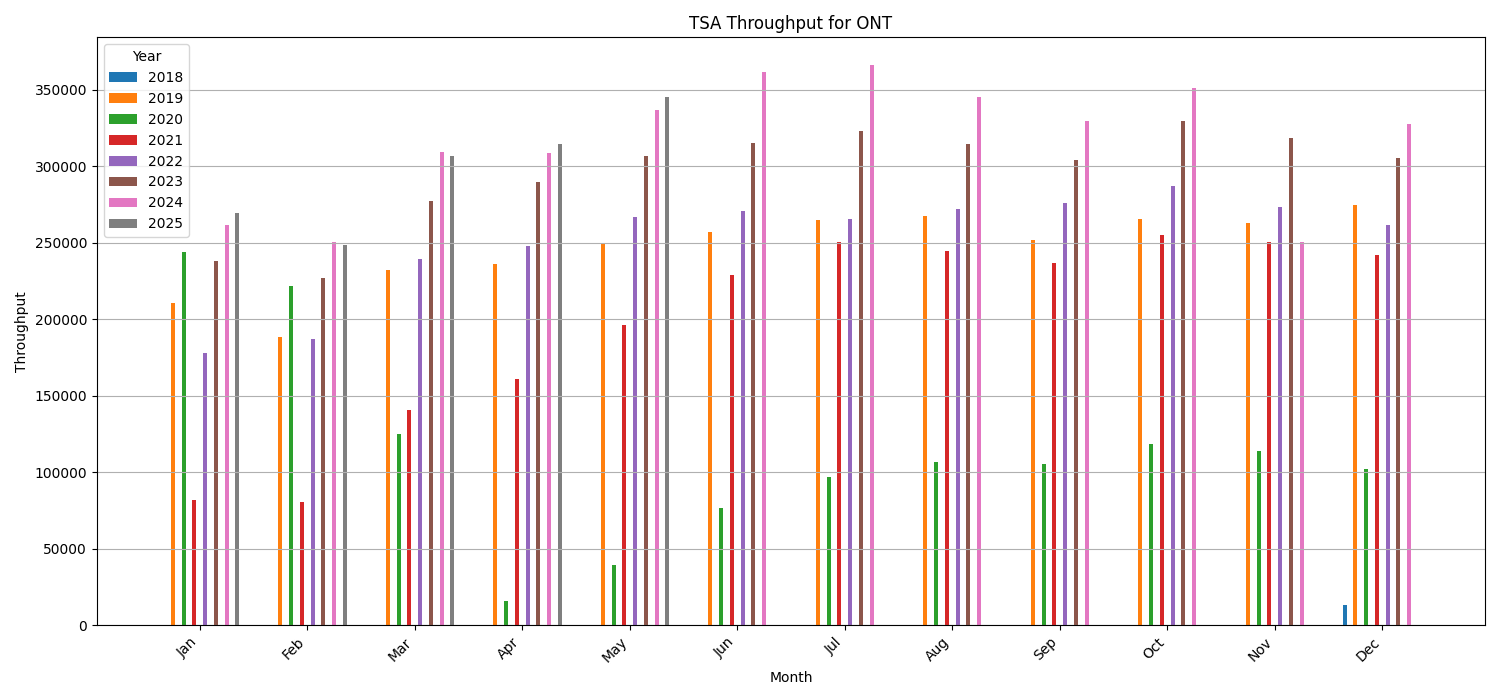 TSA Throughput for ONT
Year
2018
2019
2020
2021
2022
2023
2024
2025
Throughput
350000
300000
250000
200000
150000
100000
50000
0
Jan
Feb
Mar
Apr
May
Jun
Jul
Aug
Sep
Oct
Nov
Dec
Month